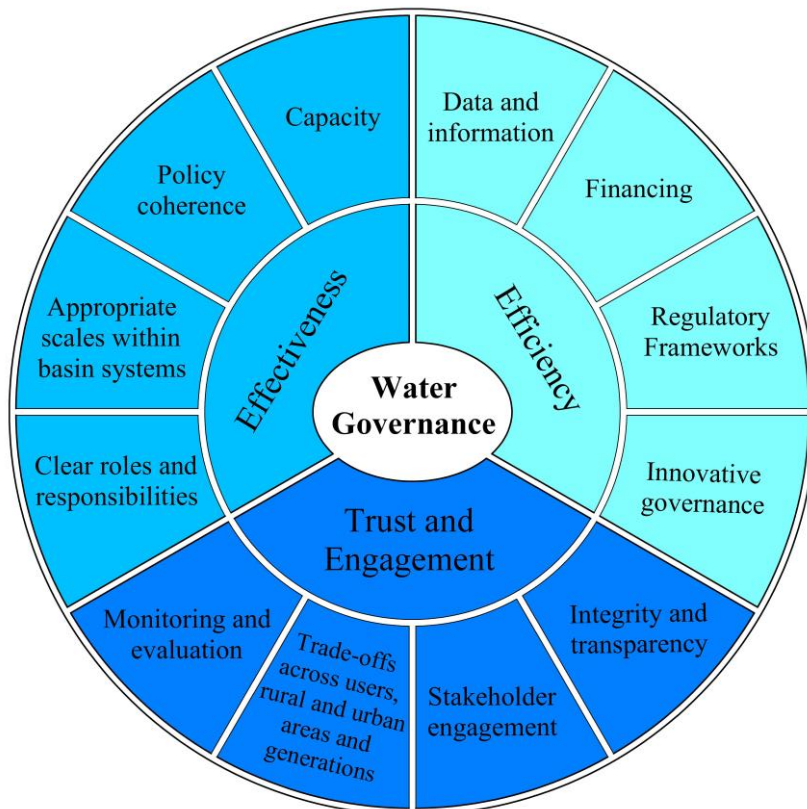 Capacity
Data and
information
Policy
coherence
Financing
Appropriate
scales within
basin systems
Regulatory
Frameworks
Effectiveness
Efficiency
Water
Governance
Clear roles and
responsibilities
Innovative
governance
Trust and
Engagement
Monitoring and
evaluation
Trade-offs
across users,
rural and urban
areas and
generations
Stakeholder
engagement
Integrity and
transparency